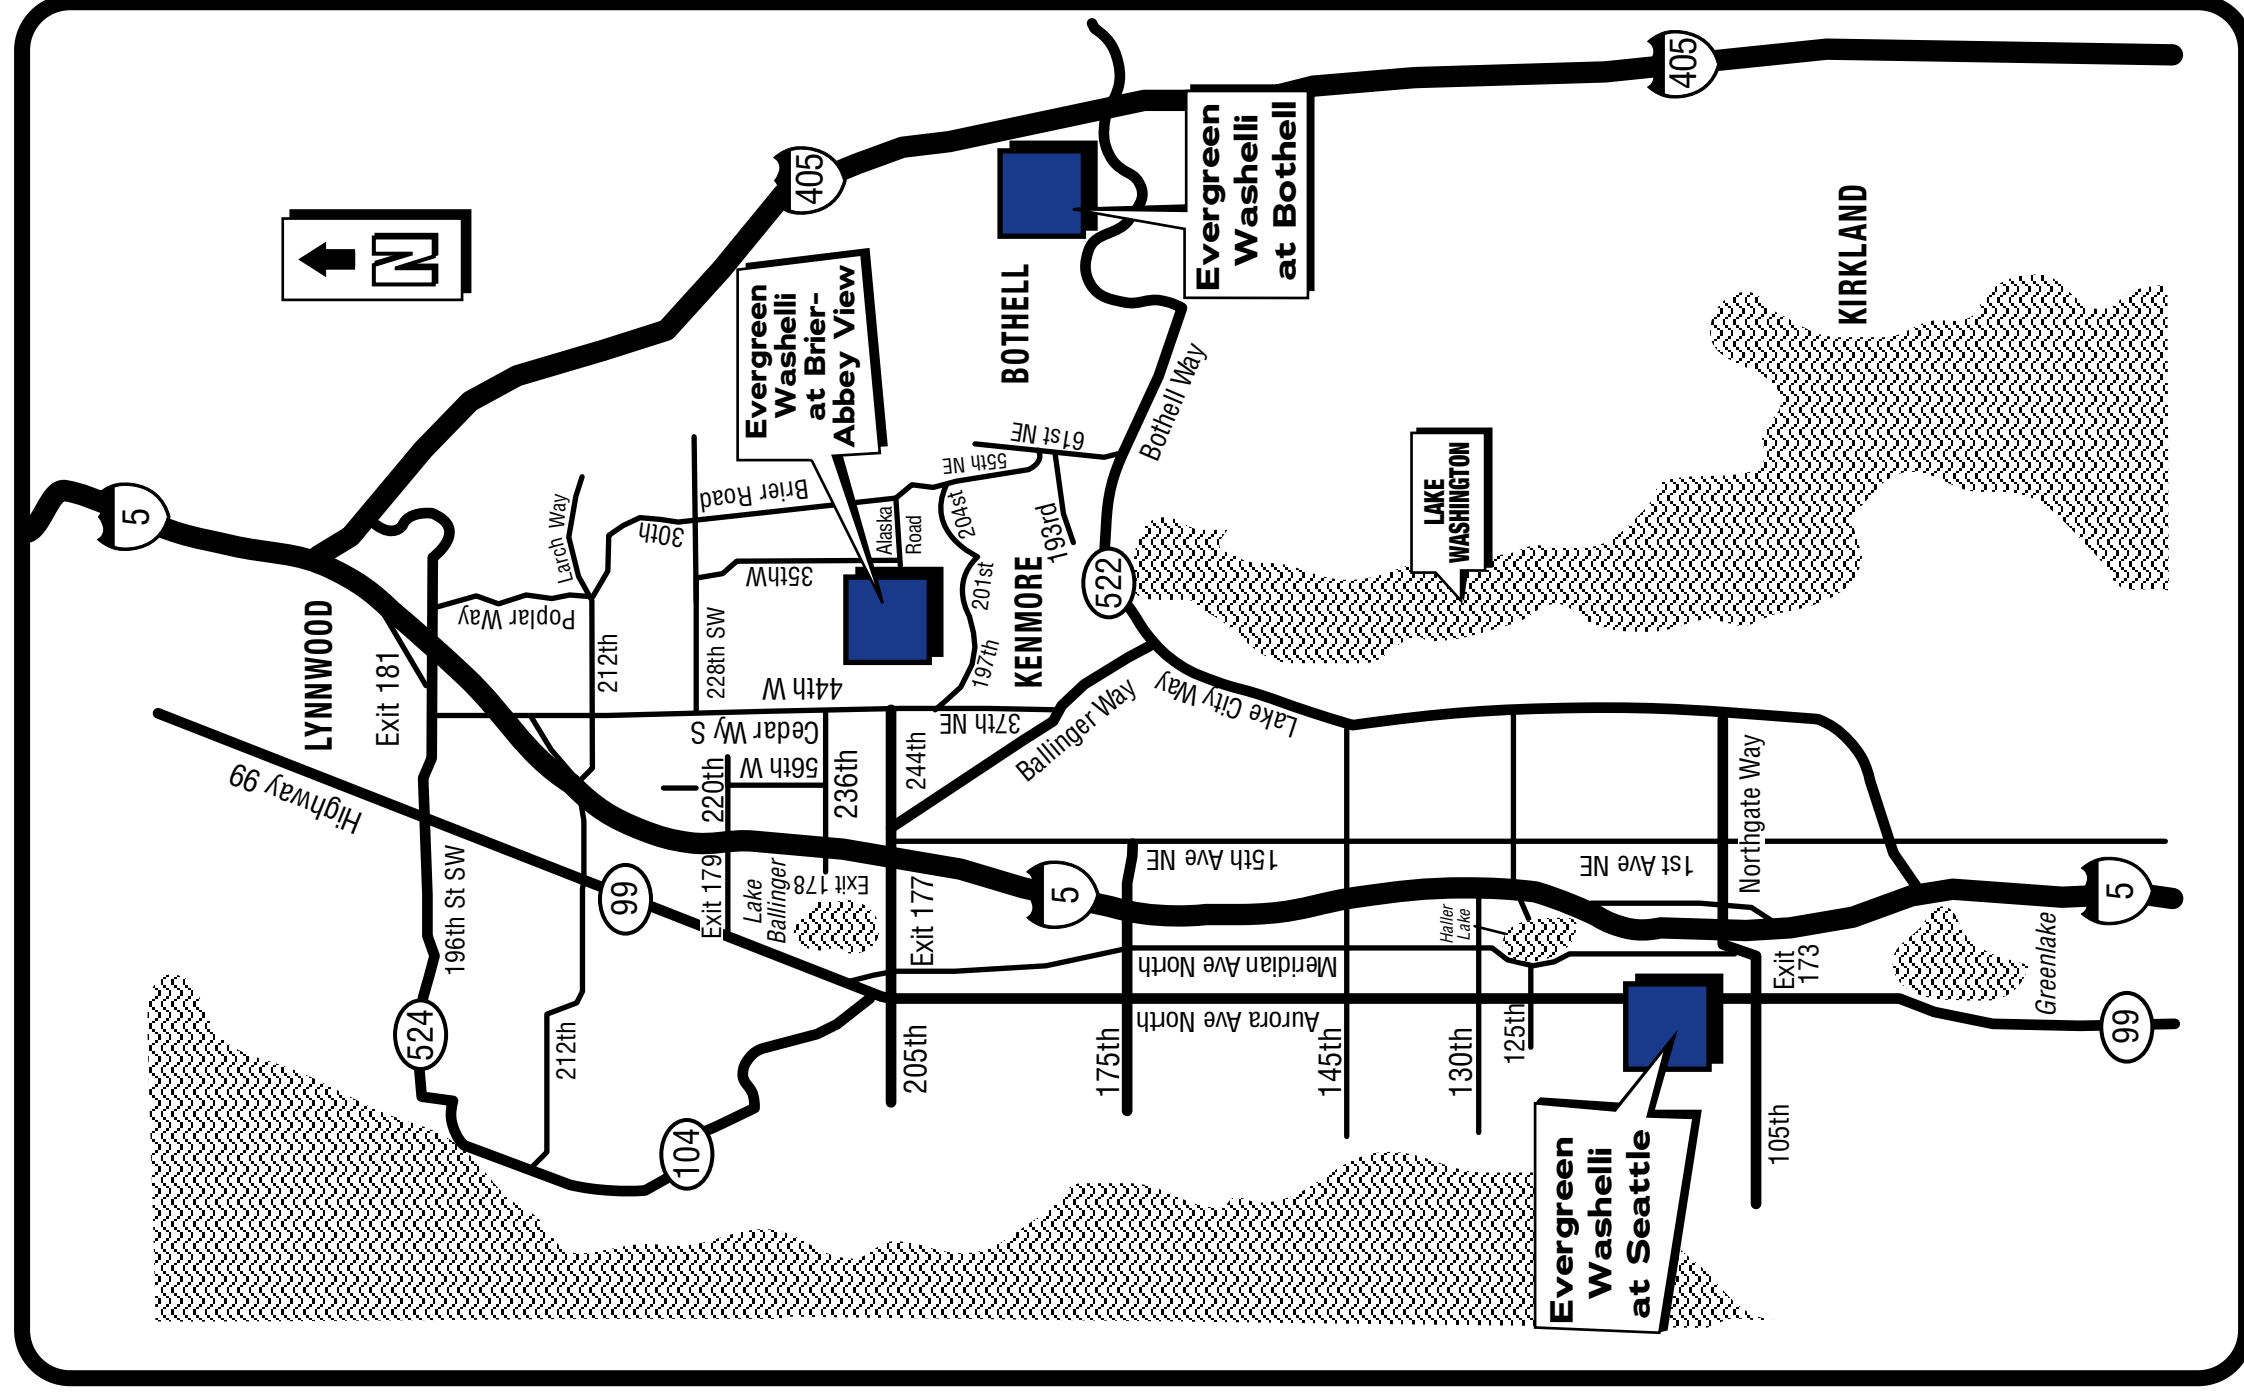 405
405
5
N
Evergreen
Washelli
at Bothell
Evergreen
Washelli
at Brier-
Abbey View
BOTHELL
KIRKLAND
LAKE
WASHINGTON
Bothell Way
61st NE
55th NE
Brier Road
30th
Larch Way
Alaska
Road
204st
193rd
35thW
201st
197th
KENMORE
522
Poplar Way
LYNNWOOD
Exit 181
212th
228th SW
44th W
Cedar Wy S
37th NE
Ballinger Way
Lake City Way
Highway 99
56th W
220th
236th
244th
Northgate Way
196th St SW
99
Exit 179
Lake
Ballinger
Exit 178
Exit 177
5
15th Ave NE
1st Ave NE
5
Haller
Lake
Meridian Ave North
Exit
173
Greenlake
99
524
212th
Aurora Ave North
205th
175th
145th
130th
125th
105th
104
Evergreen
Washelli
at Seattle